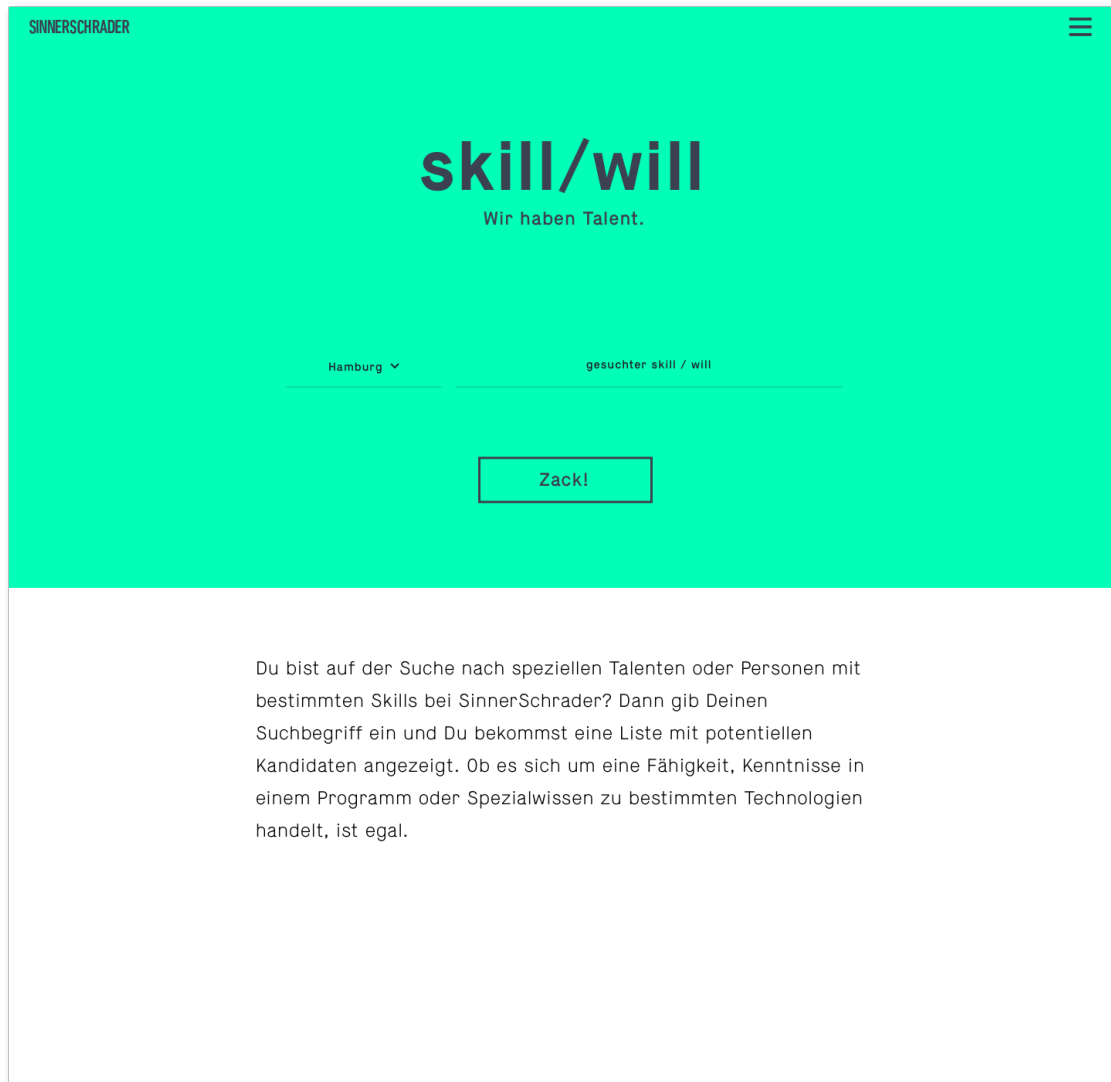 SINNERSCHRADER
skill/will
Wir haben Talent.
Hamburg
gesuchter skill / will
Zack!
Du bist auf der Suche nach speziellen Talenten oder Personen mit
bestimmten Skills bei SinnerSchrader? Dann gib Deinen
Suchbegriff ein und Du bekommst eine Liste mit potentiellen
Kandidaten angezeigt. Ob es sich um eine Fähigkeit, Kenntnisse in
einem Programm oder Spezialwissen zu bestimmten Technologien
handelt, ist egal.